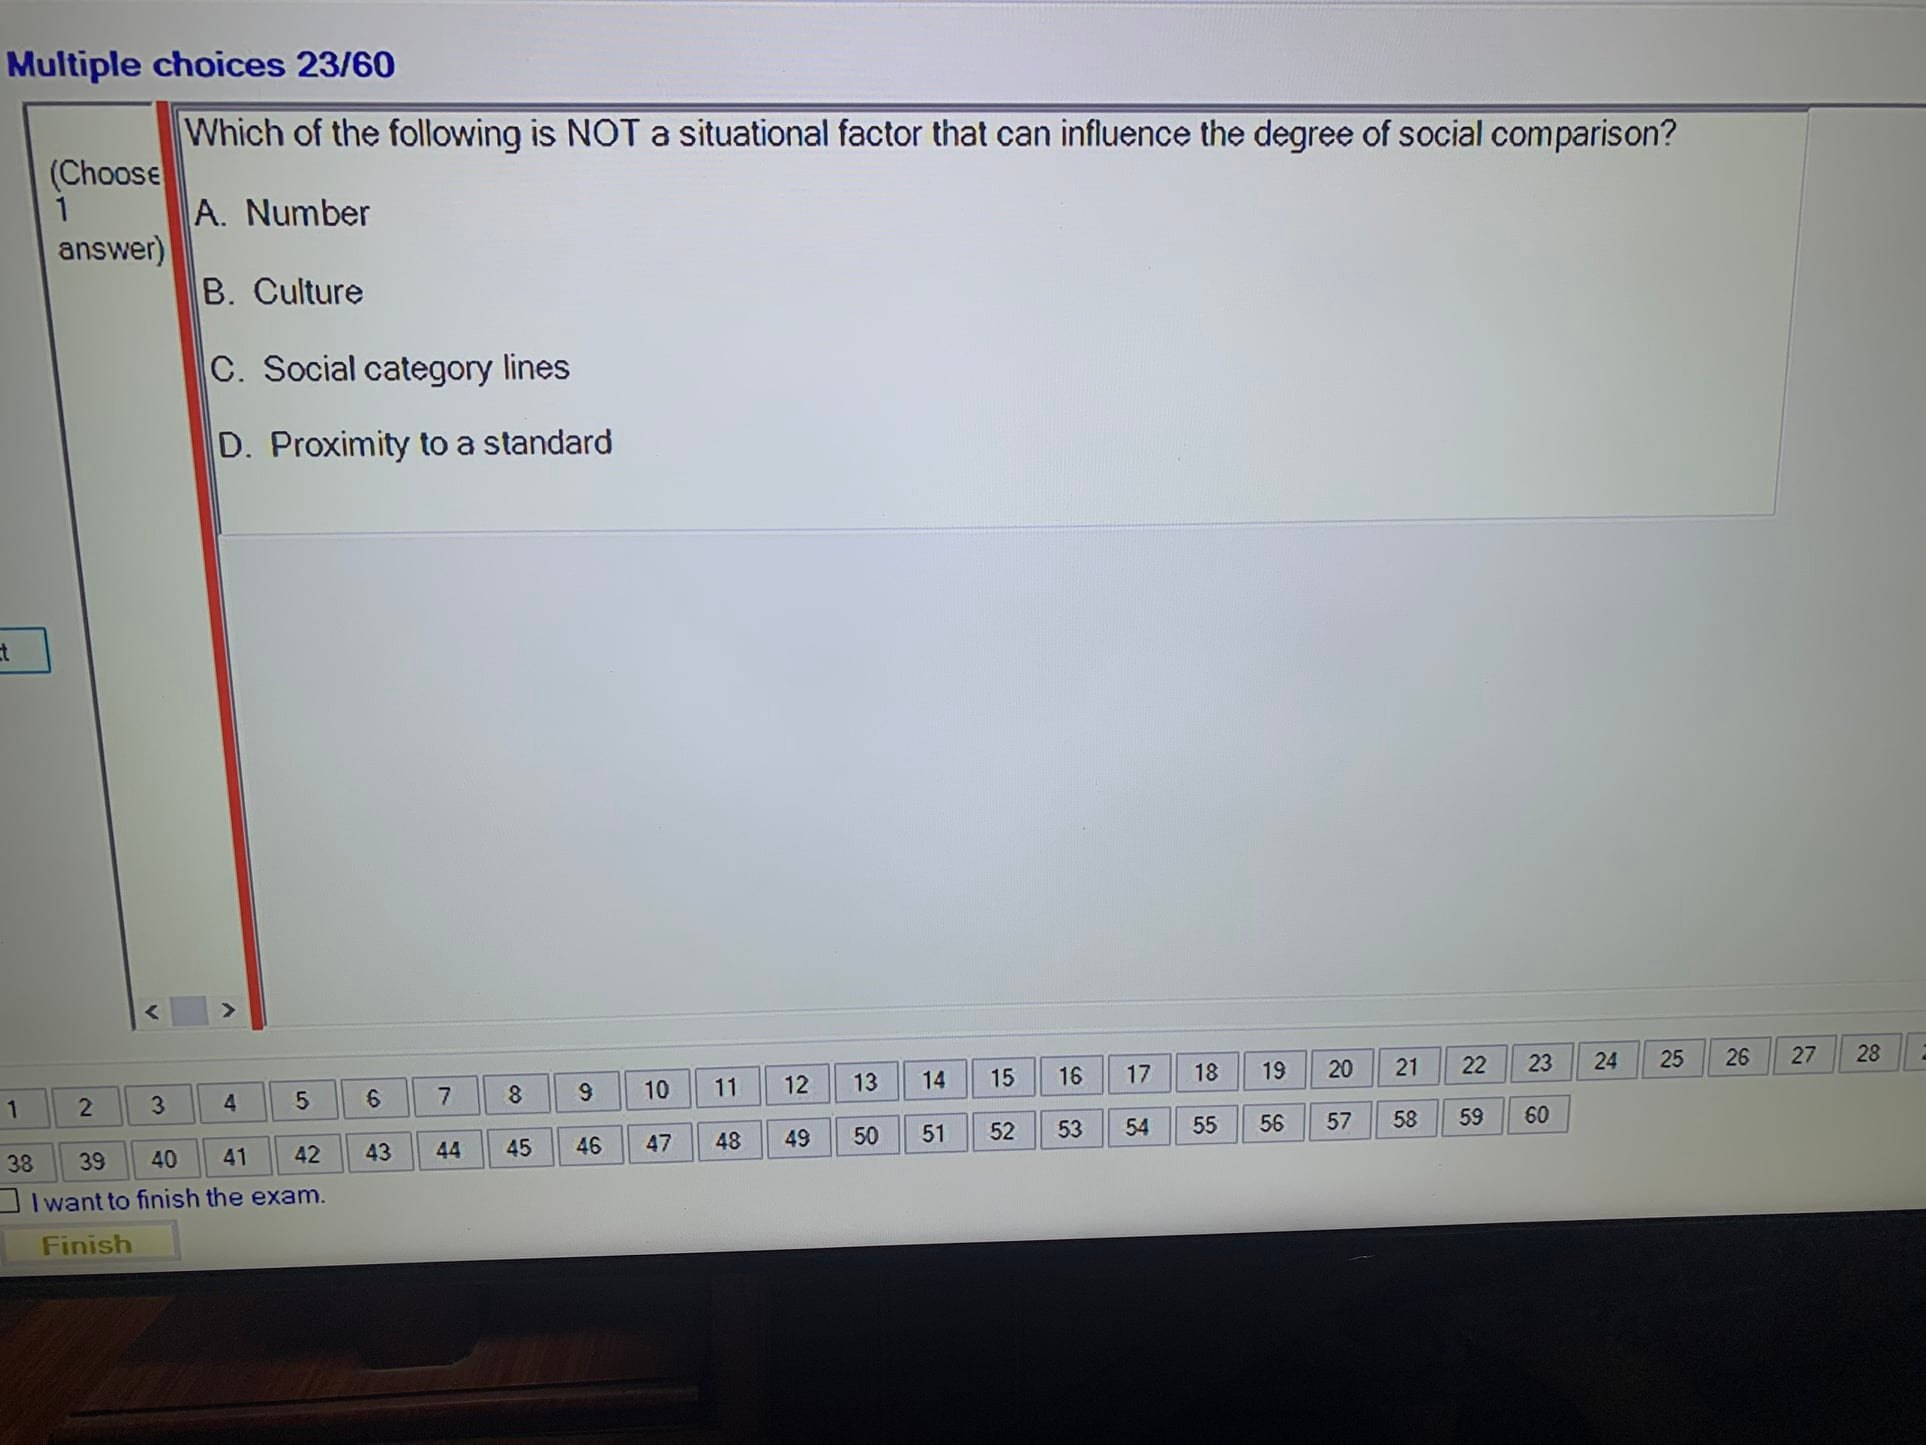 Multiple choices 23/60
(Choose
1
answer)
Which of the following is NOT a situational factor that can influence the degree of social comparison?
A. Number
B. Culture
C. Social category lines
D. Proximity to a standard
< >
1 2 3 4 5 6 7 8 9 10 11 12 13 14 15 16 17 18 19 20 21 22 23 24 25 26 27 28
38 39 40 41 42 43 44 45 46 47 48 49 50 51 52 53 54 55 56 57 58 59 60
I want to finish the exam.
Finish